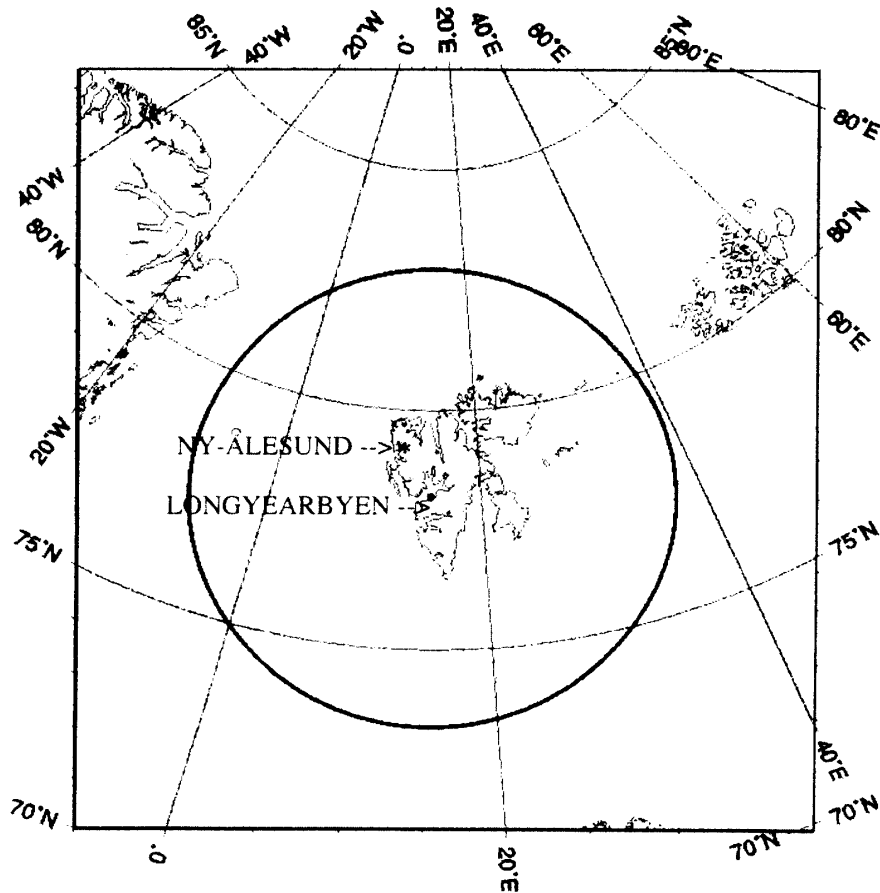 85°N 40°W 20°W .0 20°E 40°E 60°E 85°N 80°E
80°E
40°W
80°N
80°N
60°E
20°W
NY-ÅLESUND -->
LONGYEARBYEN -->
75°N
75°N
40°E
70°N
70°N
70°N
.0
20°E